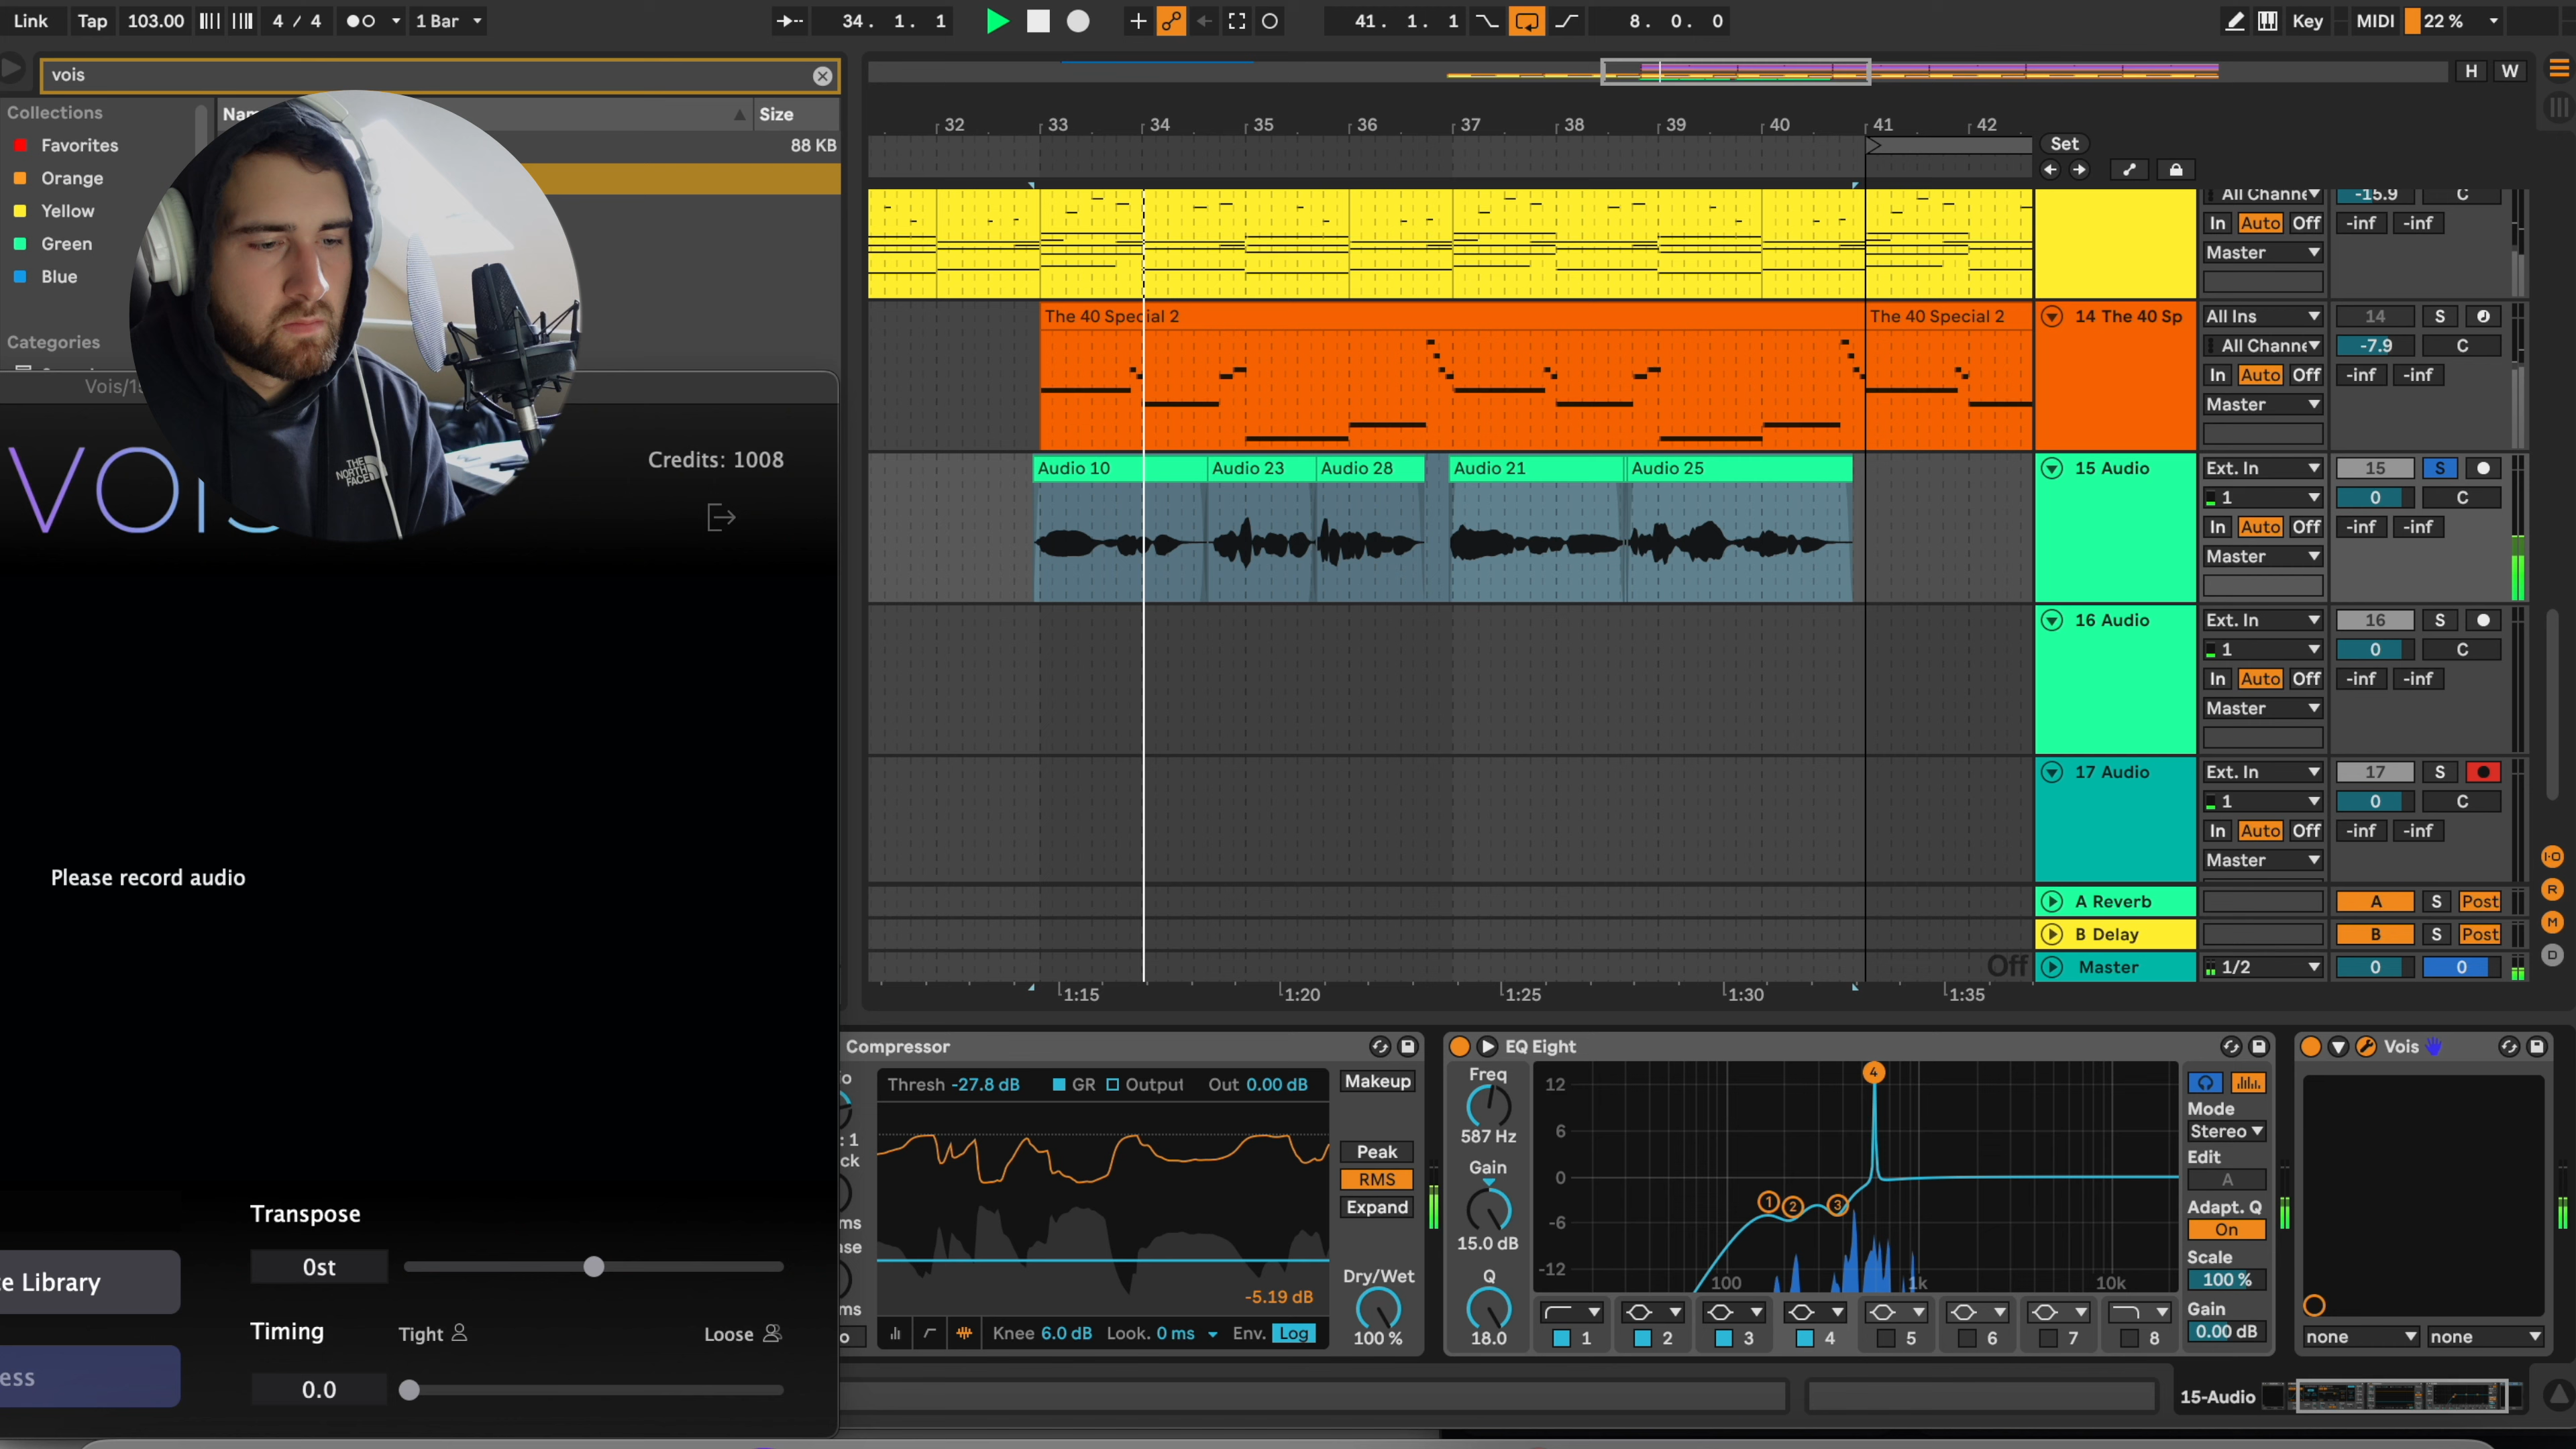 Link Tap 103.00 4 / 4 1 Bar 34. 1. 1 41. 1. 1 8. 0. 0 Key MIDI 22 %
vois
H W
Collections
Size
Favorites
88 KB
Orange
Yellow
Green
Blue
Categories
32 33 34 35 36 37 38 39 40 41 42
Set
All Channe -15.9 C
In Auto Off -inf -inf
Master
The 40 Special 2 The 40 Special 2 14 The 40 Sp All Ins 14 S
All Channe -7.9 C
In Auto Off -inf -inf
Master
Audio 10 Audio 23 Audio 28 Audio 21 Audio 25 15 Audio Ext. In 15 S
1 0 C
In Auto Off -inf -inf
Master
16 Audio Ext. In 16 S
1 0 C
In Auto Off -inf -inf
Master
17 Audio Ext. In 17 S
1 0 C
In Auto Off -inf -inf
Master
A Reverb A S Post
B Delay B S Post
Off Master 1/2 0 0
1:15 1:20 1:25 1:30 1:35
I·O
R
M
D
THE NORTH FACE
Credits: 1008
Please record audio
Transpose
0st
Library
Timing Tight Loose
0.0
Compressor
Thresh -27.8 dB GR Output Out 0.00 dB
Makeup
Peak
RMS
Expand
Dry/Wet
100 %
-5.19 dB
Knee 6.0 dB Look. 0 ms Env. Log
EQ Eight
Freq
587 Hz
Gain
15.0 dB
Q
18.0
12
6
0
-6
-12
100 1k 10k
1 2 3 4
1 2 3 4 5 6 7 8
Mode
Stereo
Edit
A
Adapt. Q
On
Scale
100 %
Gain
0.00 dB
Vois
none none
15-Audio